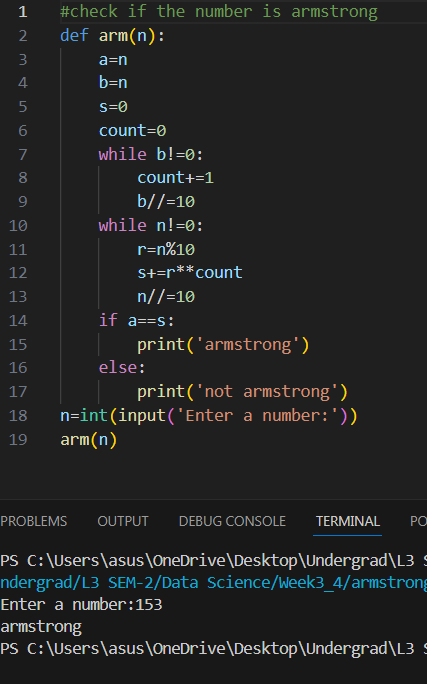 1 #check if the number is armstrong
2 def arm(n):
3     a=n
4     b=n
5     s=0
6     count=0
7     while b!=0:
8         count+=1
9         b//=10
10     while n!=0:
11         r=n%10
12         s+=r**count
13         n//=10
14     if a==s:
15         print('armstrong')
16     else:
17         print('not armstrong')
18 n=int(input('Enter a number:'))
19 arm(n)
PROBLEMS OUTPUT DEBUG CONSOLE TERMINAL PO
PS C:\Users\asus\OneDrive\Desktop\Undergrad\L3 S
ndergrad/L3 SEM-2/Data Science/Week3_4/armstrong
Enter a number:153
armstrong
PS C:\Users\asus\OneDrive\Desktop\Undergrad\L3 S